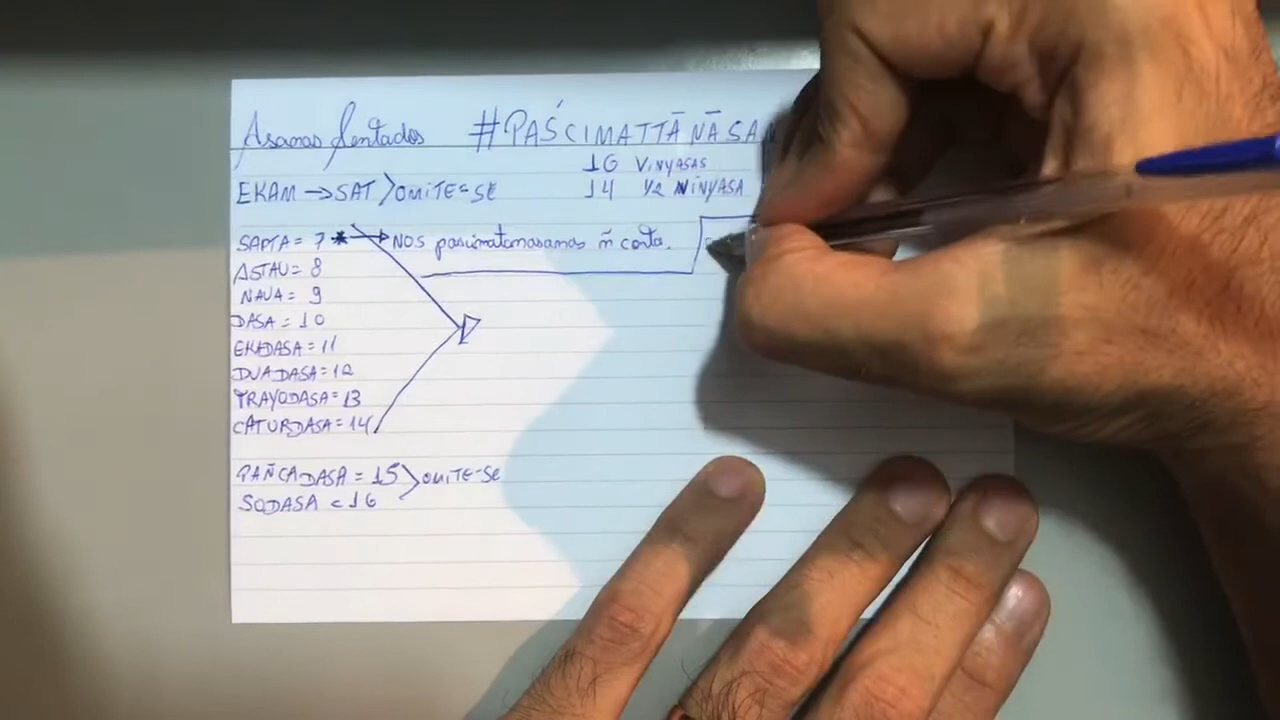 Asanas Sentados #PAŚCIMATTĀNĀSAN
16 VINYASAS
EKAM → SAT > OMITE=SE 14 1/2 VINYASA
SAPTA = 7 * → NOS pascimatanasanas ñ conta.
ASTAU = 8
NAVA = 9
DASA = 10
EKADASA = 11
DUADASA = 12
TRAYODASA = 13
CATURDASA = 14
PAÑCADASA = 15 > OMITE-SE
SODASA = 16